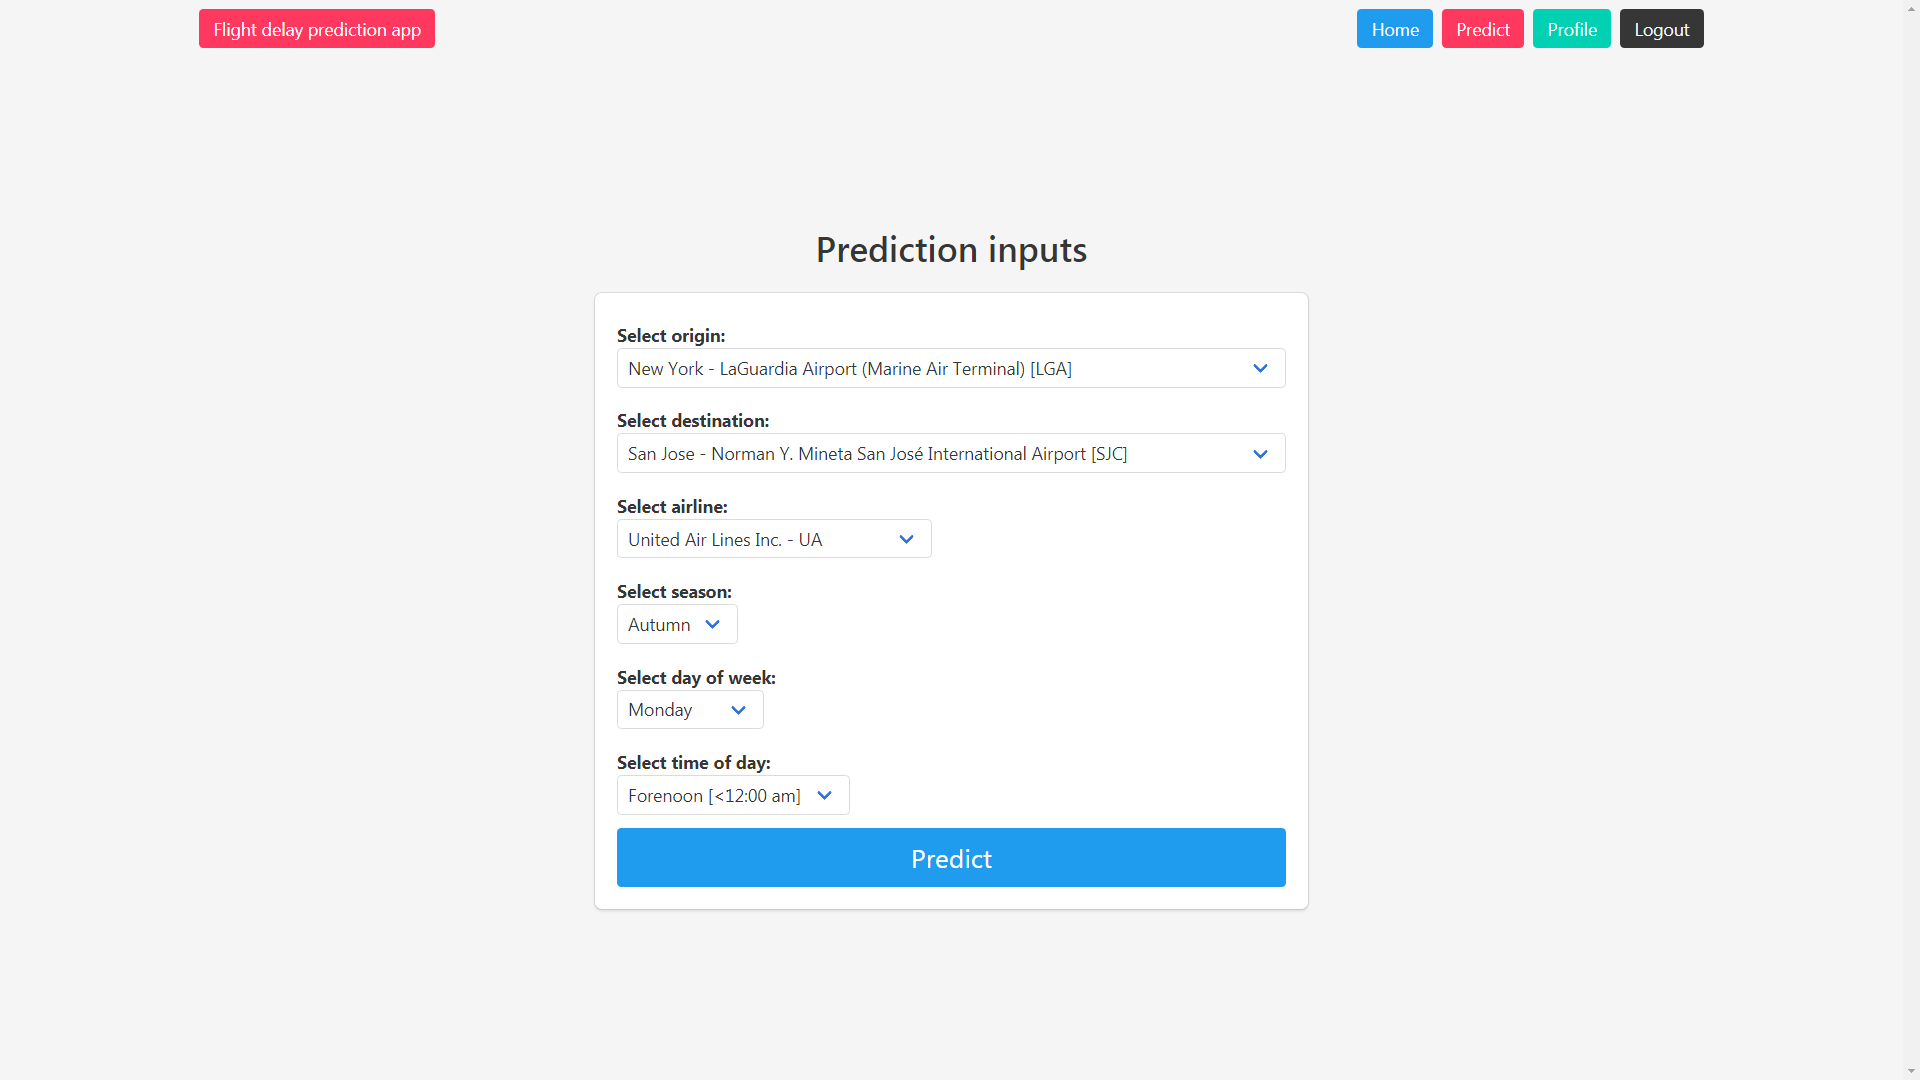 Flight delay prediction app
Home Predict Profile Logout
Prediction inputs
Select origin:
New York - LaGuardia Airport (Marine Air Terminal) [LGA]
Select destination:
San Jose - Norman Y. Mineta San José International Airport [SJC]
Select airline:
United Air Lines Inc. - UA
Select season:
Autumn
Select day of week:
Monday
Select time of day:
Forenoon [<12:00 am]
Predict